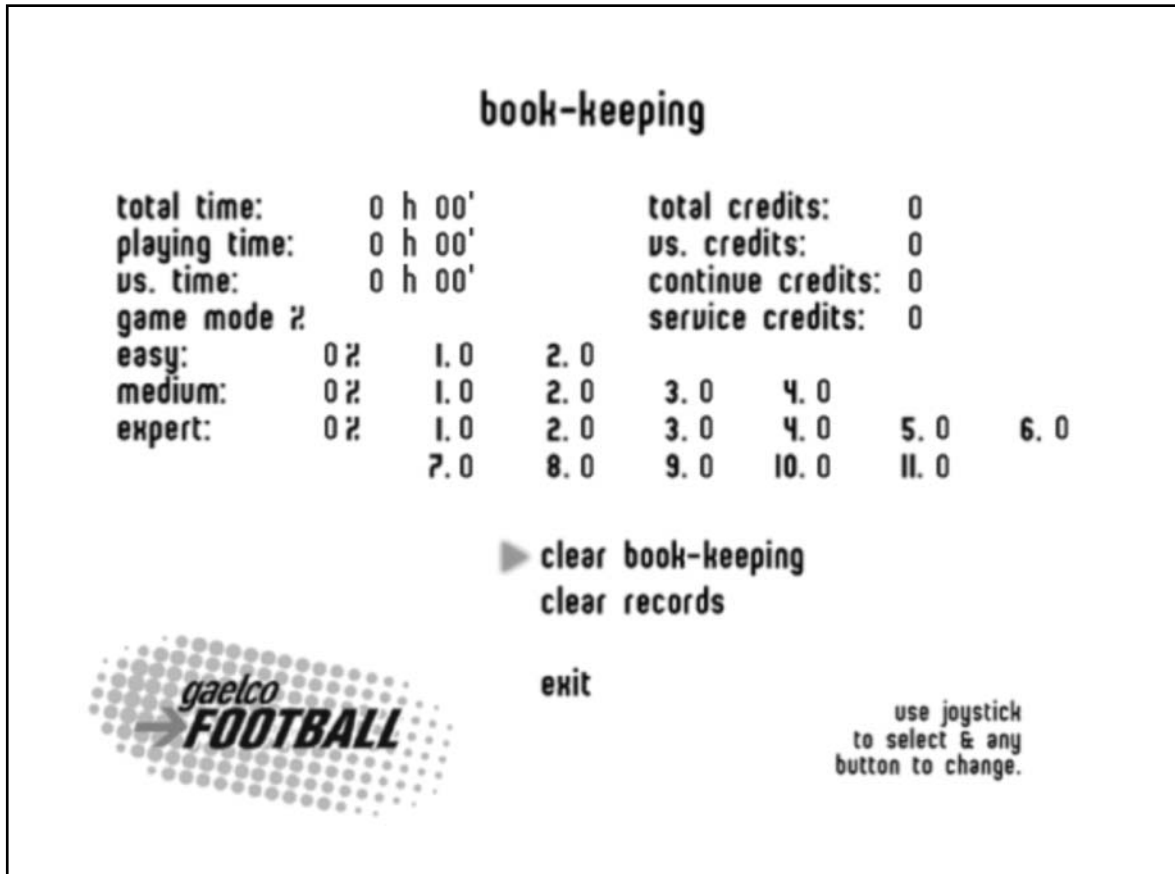 book-keeping
total time: 0 h 00' total credits: 0
playing time: 0 h 00' vs. credits: 0
vs. time: 0 h 00' continue credits: 0
game mode % service credits: 0
easy: 0 % 1. 0 2. 0
medium: 0 % 1. 0 2. 0 3. 0 4. 0
expert: 0 % 1. 0 2. 0 3. 0 4. 0 5. 0 6. 0
7. 0 8. 0 9. 0 10. 0 11. 0
clear book-keeping
clear records
exit
gaelco
FOOTBALL
use joystick
to select & any
button to change.